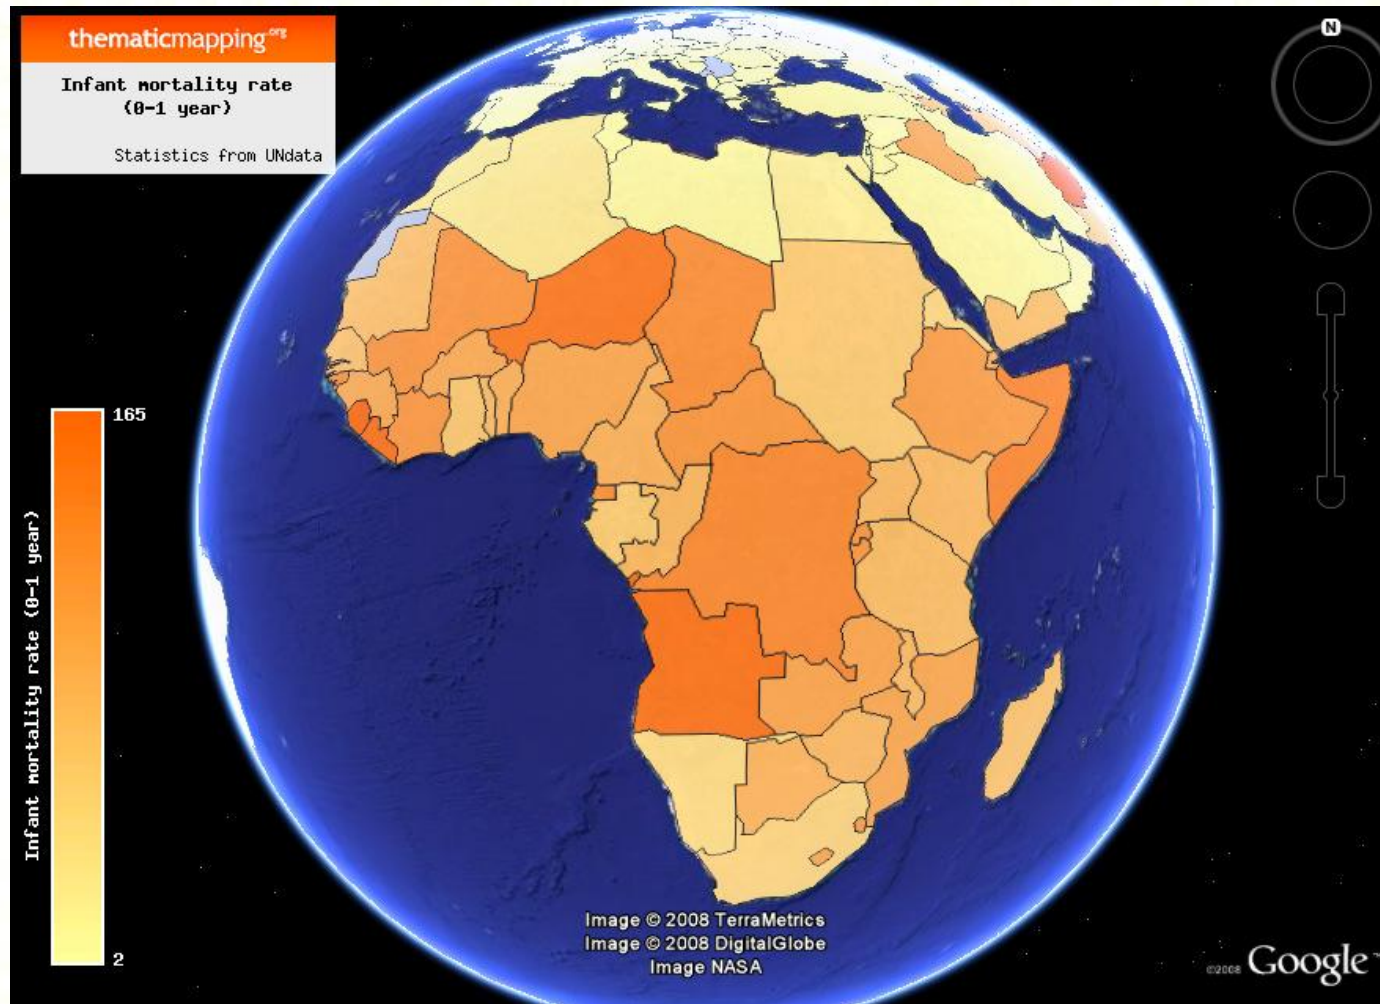 thematicmapping.org
Infant mortality rate
(0-1 year)
Statistics from UNdata
N
165
Infant mortality rate (0-1 year)
2
Image © 2008 TerraMetrics
Image © 2008 DigitalGlobe
Image NASA
©2008 Google™